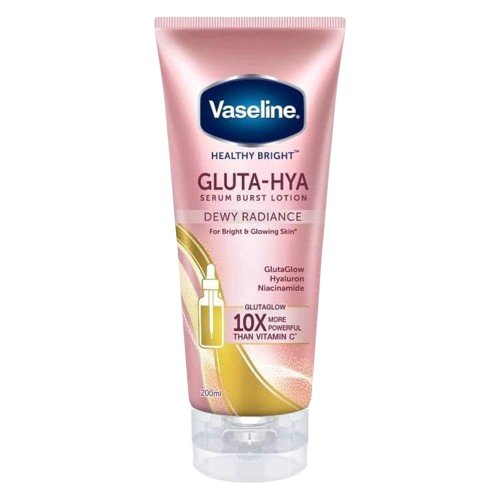 Vaseline.
HEALTHY BRIGHT™
GLUTA-HYA
SERUM BURST LOTION
DEWY RADIANCE
For Bright & Glowing Skin*
GlutaGlow
Hyaluron
Niacinamide
GLUTAGLOW
10X MORE POWERFUL
THAN VITAMIN C*
200ml